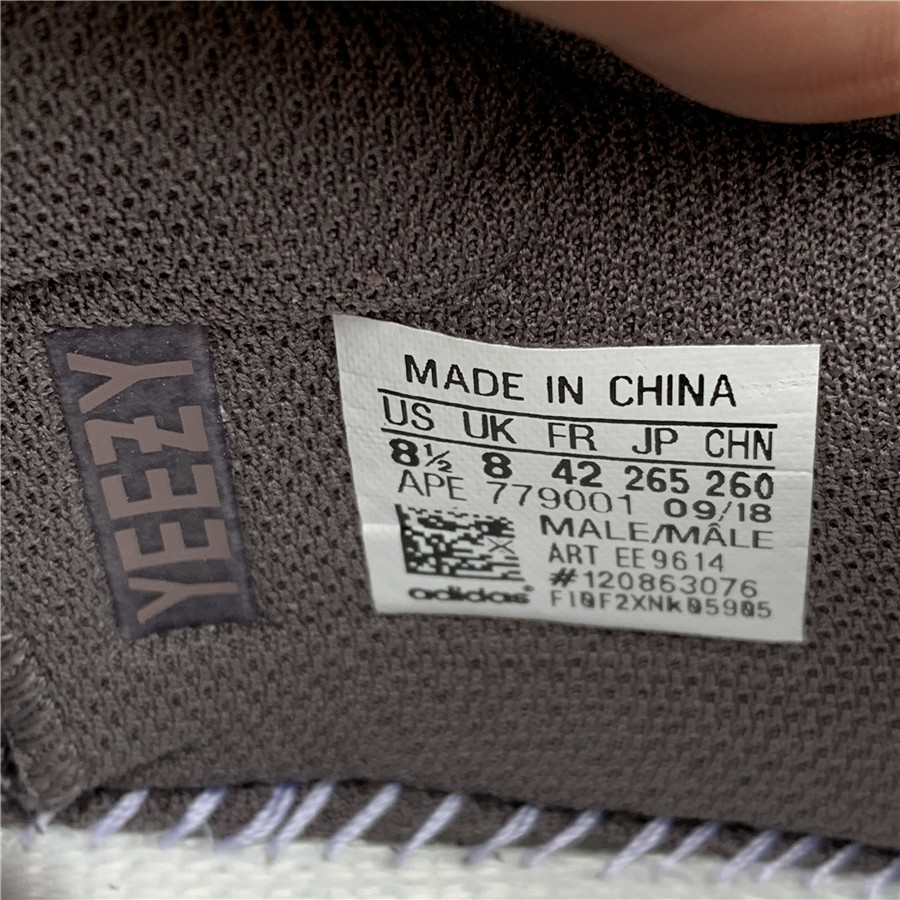 YEEZY
MADE IN CHINA
US UK FR JP CHN
8½ 8 42 265 260
APE 779001 09/18
MALE/MÂLE
ART EE9614
#120863076
adidas® F10F2XNk05905